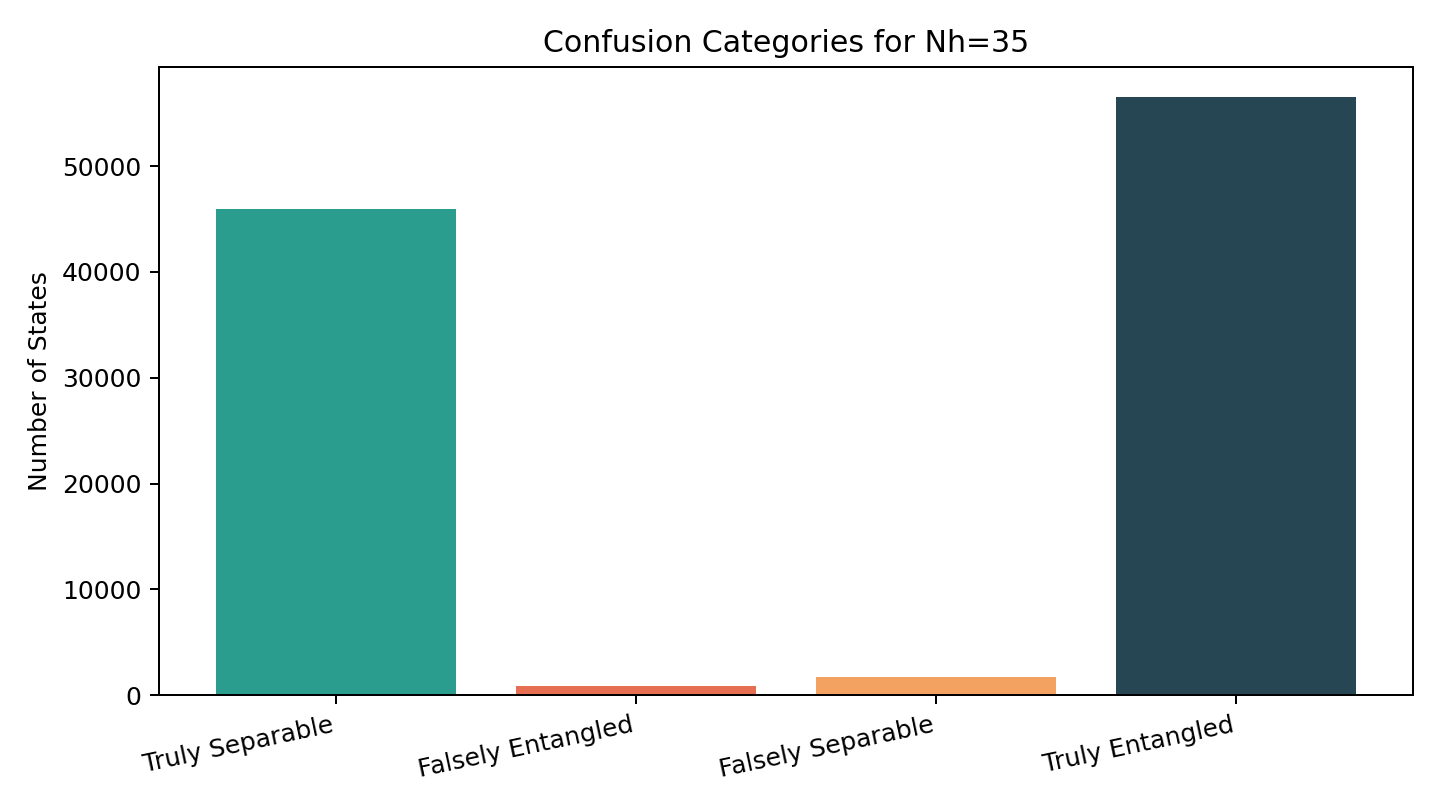 Confusion Categories for Nh=35
Number of States
50000
40000
30000
20000
10000
0
Truly Separable
Falsely Entangled
Falsely Separable
Truly Entangled